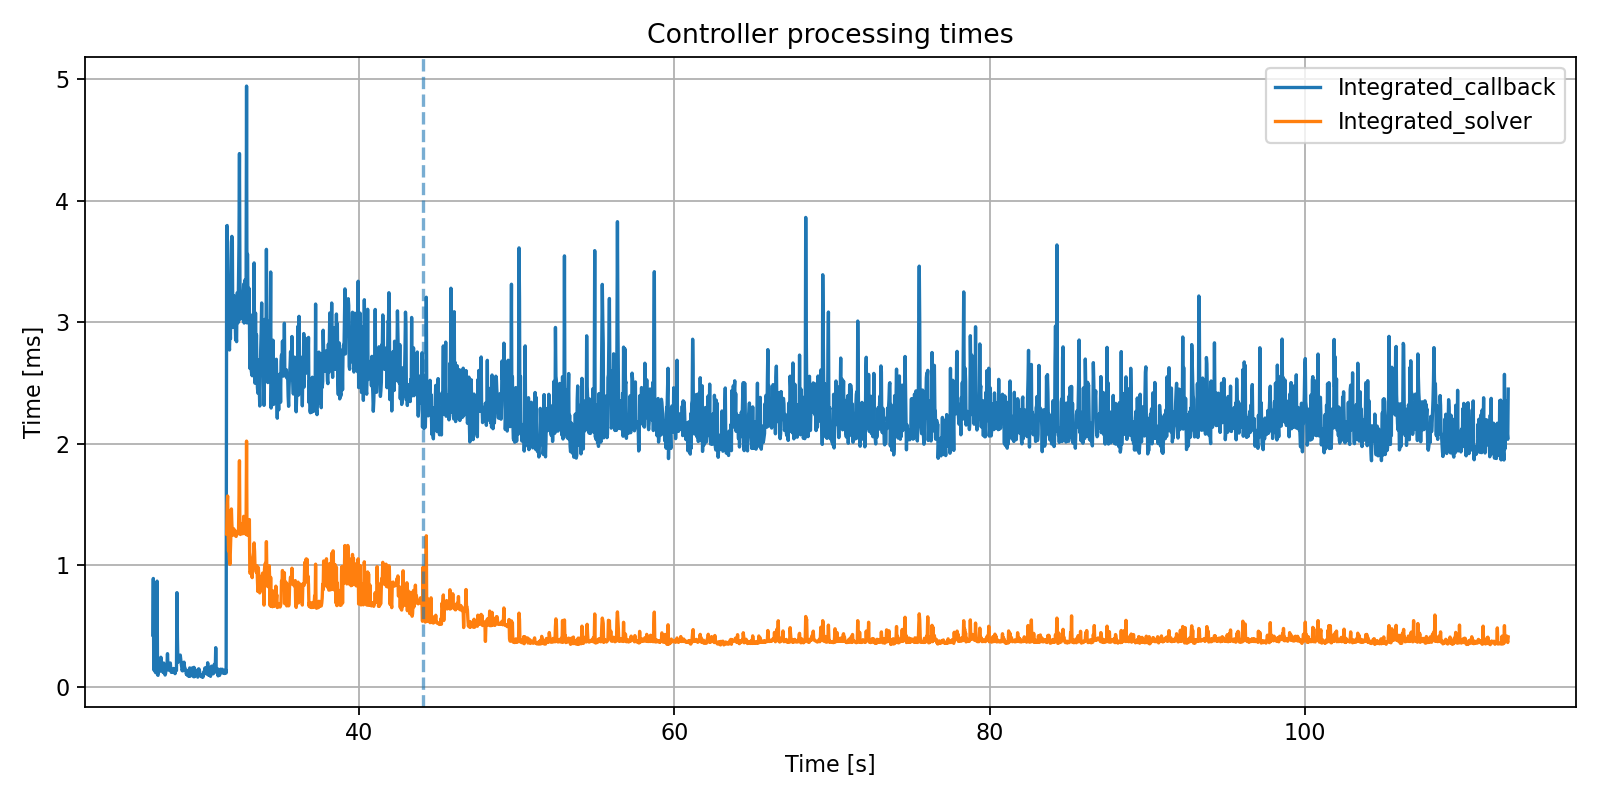 Controller processing times
Integrated_callback
Integrated_solver
Time [ms]
5
4
3
2
1
0
40
60
80
100
Time [s]